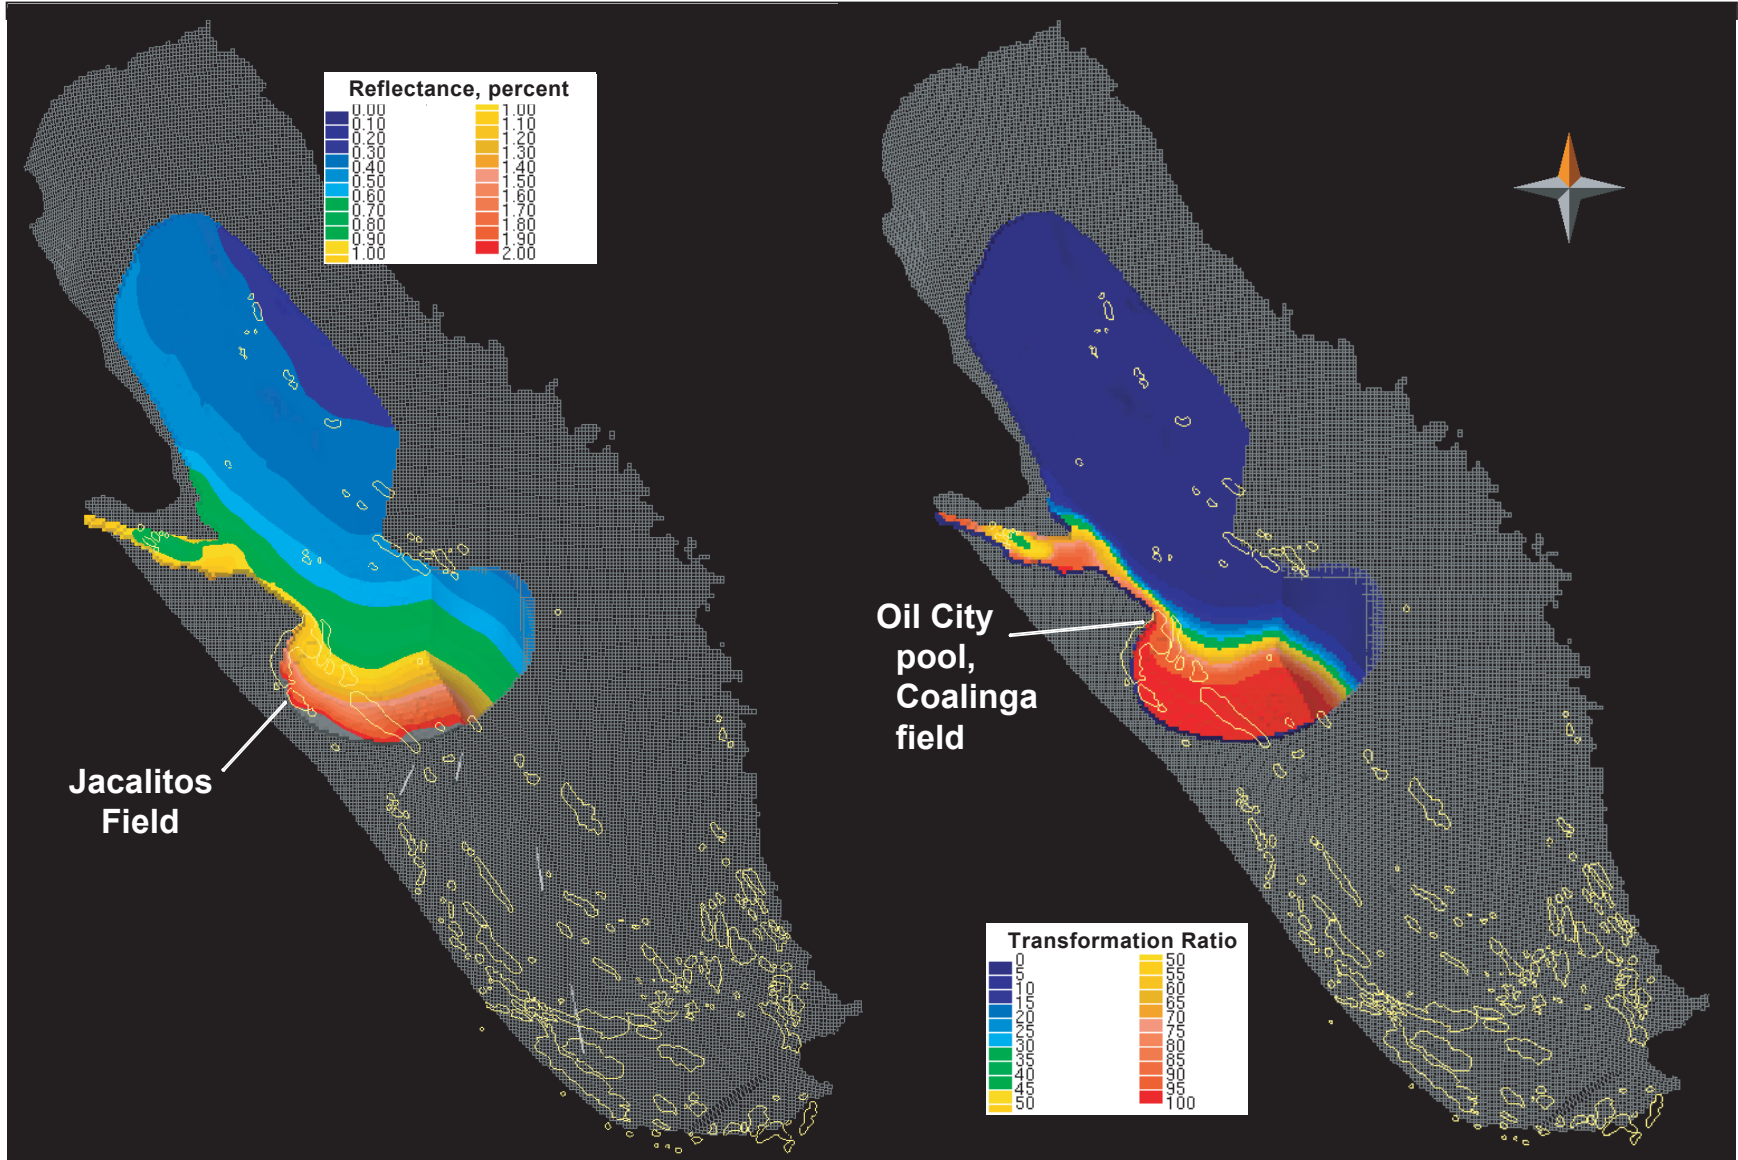 Reflectance, percent
0.00 1.00
0.10 1.10
0.20 1.20
0.30 1.30
0.40 1.40
0.50 1.50
0.60 1.60
0.70 1.70
0.80 1.80
0.90 1.90
1.00 2.00
Oil City
pool,
Coalinga
field
Jacalitos
Field
Transformation Ratio
0 50
5 55
10 60
15 65
20 70
25 75
30 80
35 85
40 90
45 95
50 100